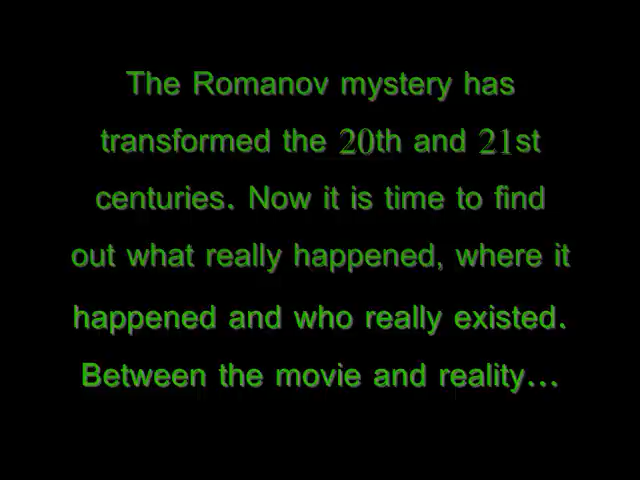 The Romanov mystery has
transformed the 20th and 21st
centuries. Now it is time to find
out what really happened, where it
happened and who really existed.
Between the movie and reality...